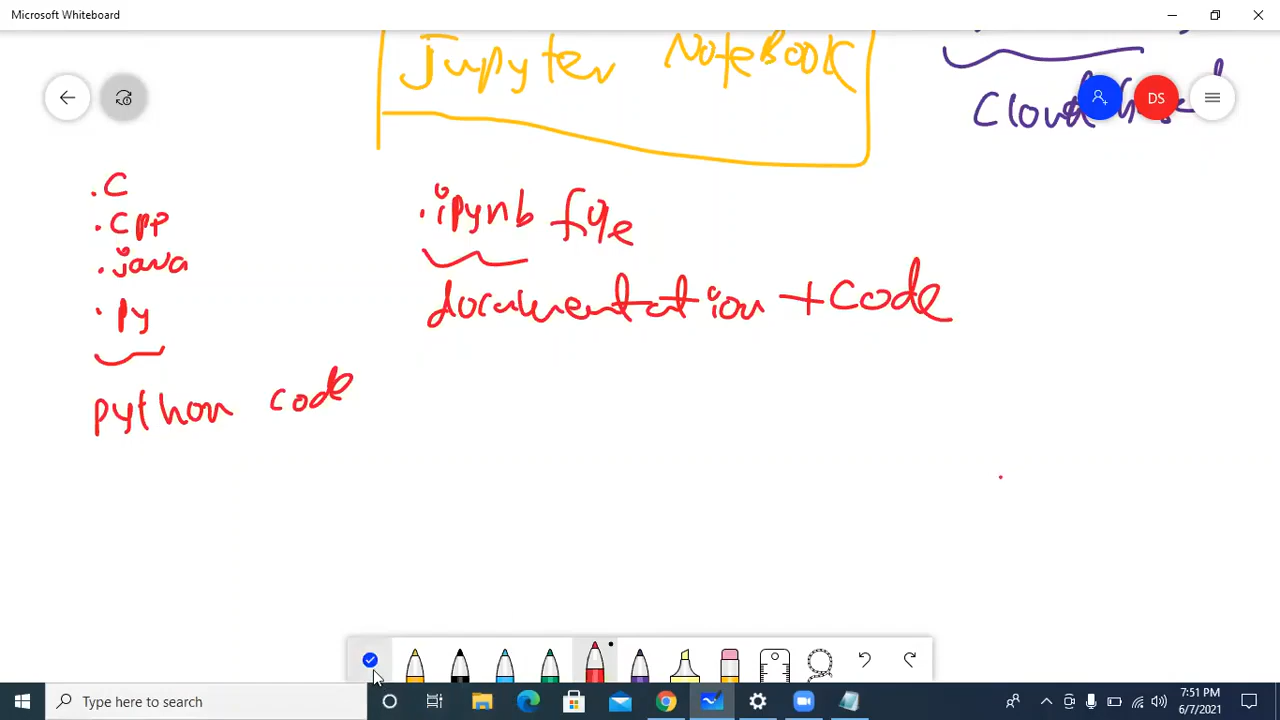 Microsoft Whiteboard
Jupyter NoteBook
Cloud
DS
.C
.CPP
.java
.py
python code
.ipynb file
documentation + Code
Type here to search
7:51 PM
6/7/2021